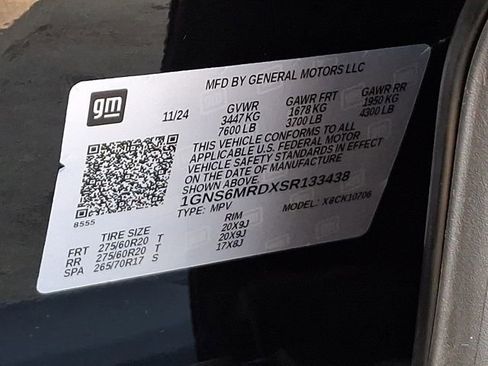 MFD BY GENERAL MOTORS LLC
gm
11/24
GVWR GAWR FRT GAWR RR
3447 KG 1678 KG 1950 KG
7600 LB 3700 LB 4300 LB
THIS VEHICLE CONFORMS TO ALL
APPLICABLE U.S. FEDERAL MOTOR
VEHICLE SAFETY STANDARDS IN EFFECT
ON THE DATE OF MANUFACTURE
SHOWN ABOVE
1GNS6MRDXSR133438
TYPE: MPV MODEL: X8CK10706
8555
TIRE SIZE RIM
FRT 275/60R20 T 20X9J
RR 275/60R20 T 20X9J
SPA 265/70R17 S 17X8J